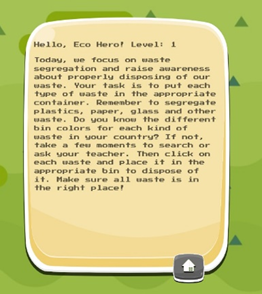 Hello, Eco Hero! Level: 1
Today, we focus on waste
segregation and raise awareness
about properly disposing of our
waste. Your task is to put each
type of waste in the appropriate
container. Remember to segregate
plastics, paper, glass and other
waste. Do you know the different
bin colors for each kind of
waste in your country? If not,
take a few moments to search or
ask your teacher. Then click on
each waste and place it in the
appropriate bin to dispose of
it. Make sure all waste is in
the right place!